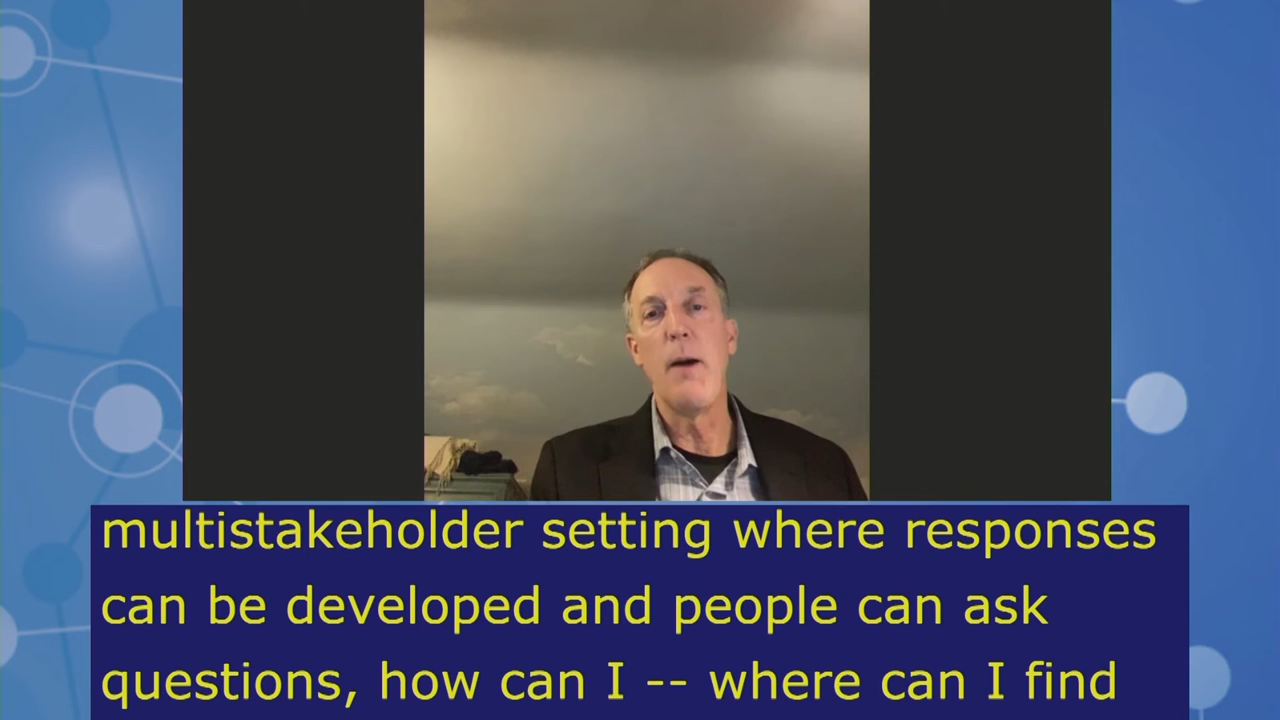 multistakeholder setting where responses
can be developed and people can ask
questions, how can I -- where can I find